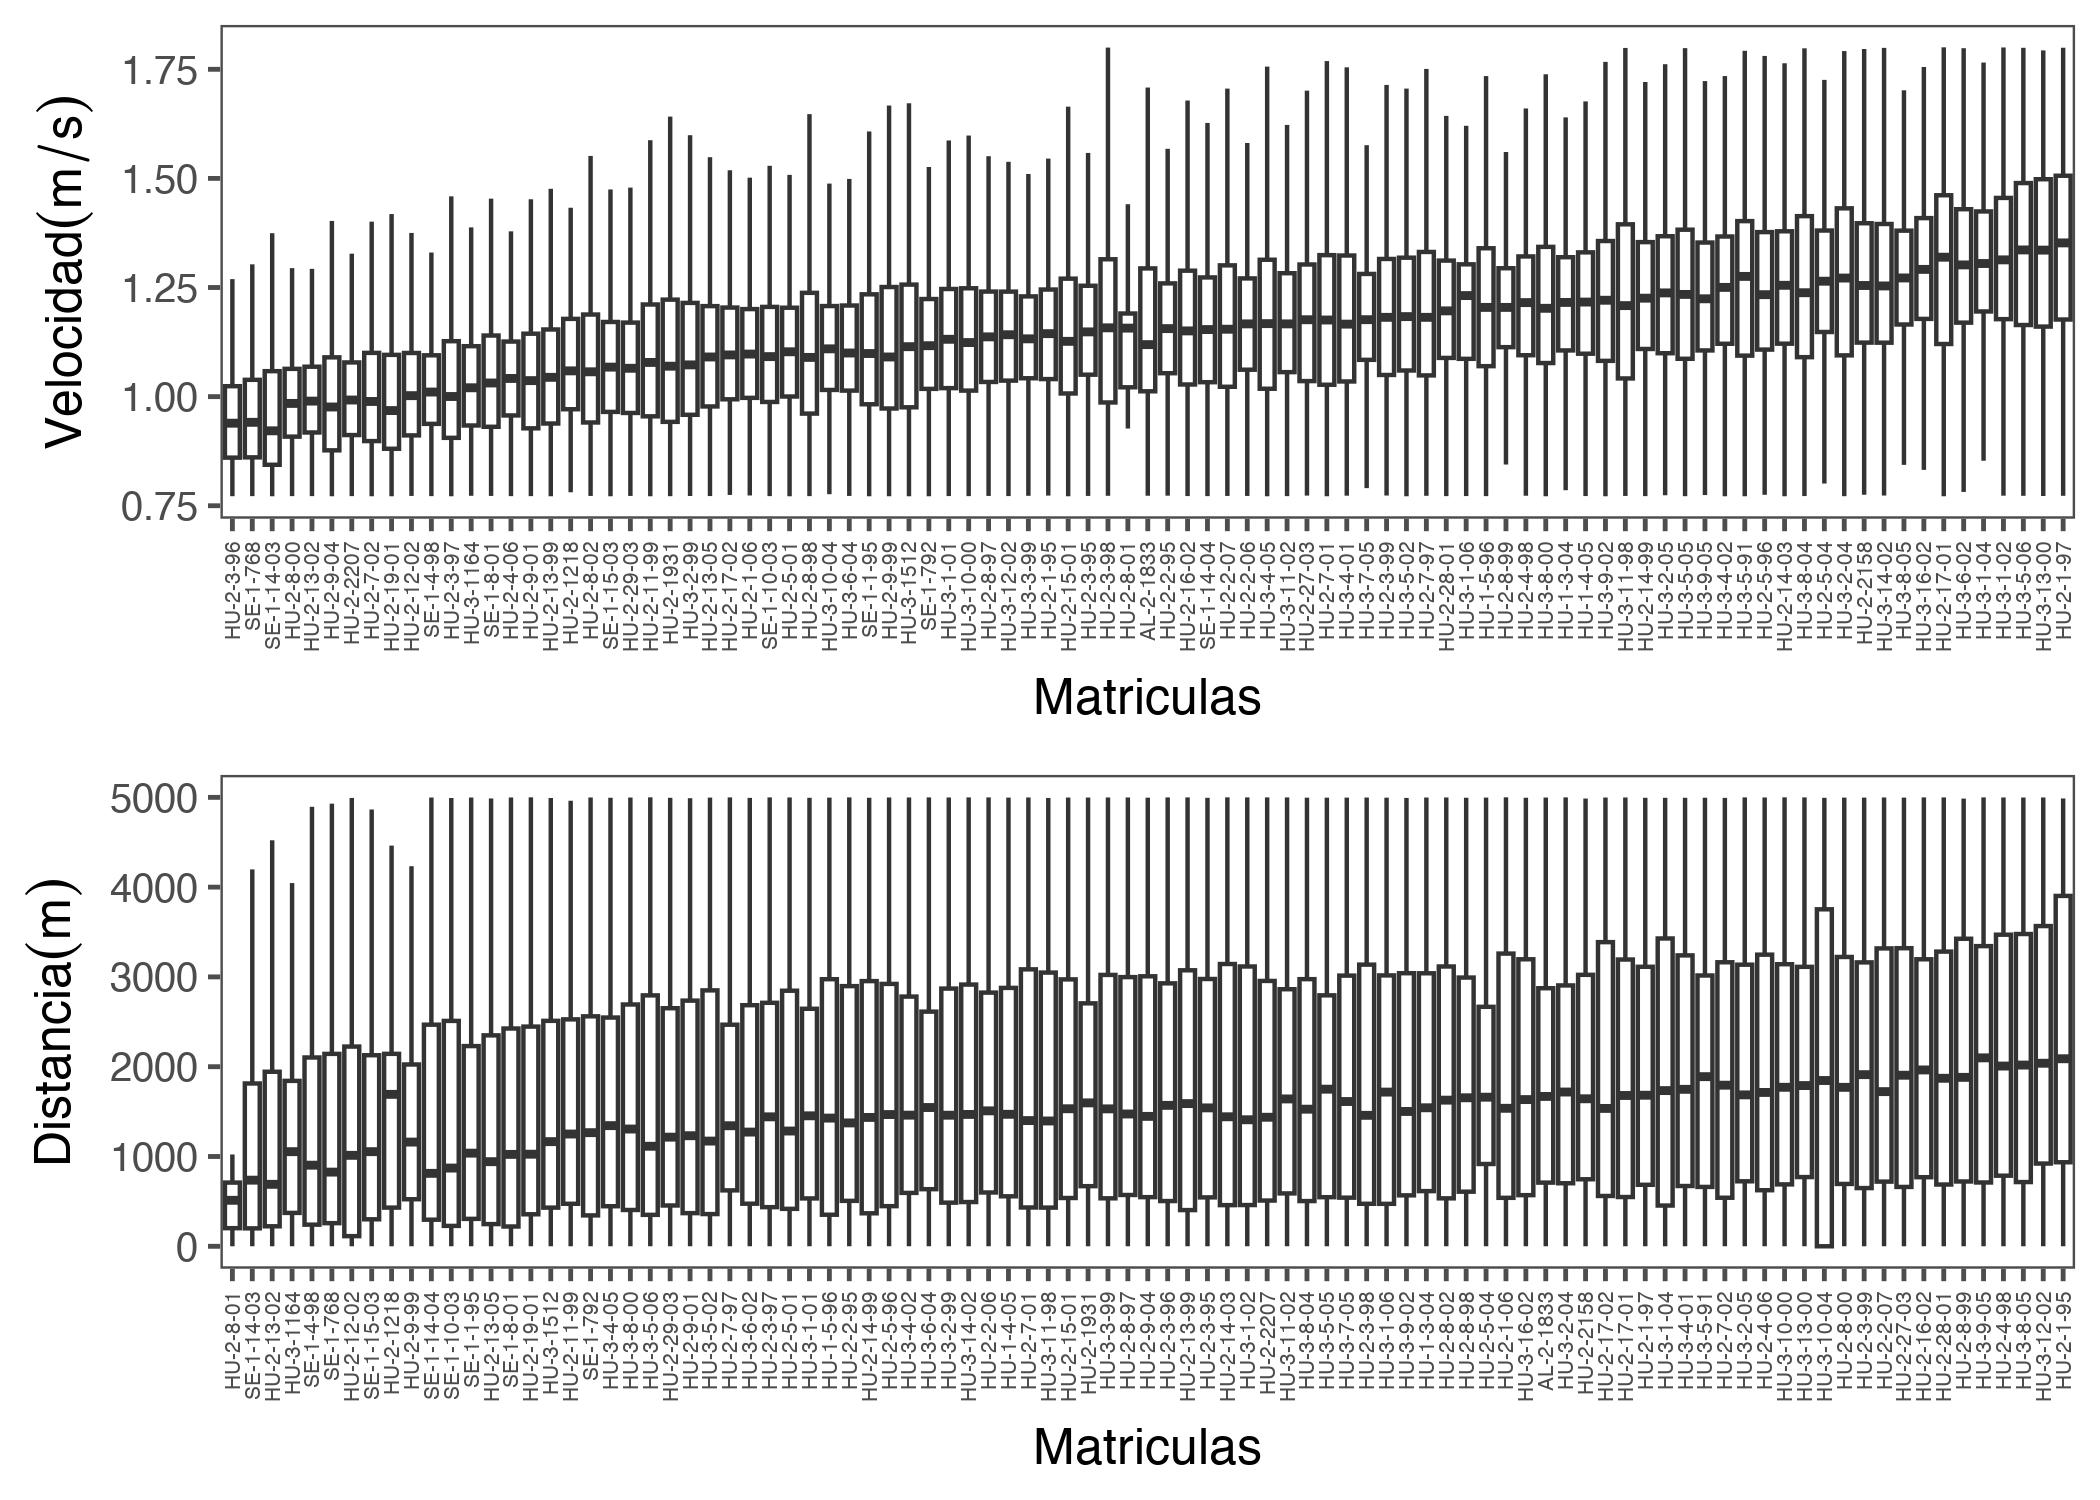 Velocidad(m/s)
1.75
1.50
1.25
1.00
0.75
HU-2-3-96
SE-1-768
SE-1-14-03
HU-2-8-00
HU-2-13-02
HU-2-9-04
HU-2-2207
HU-2-7-02
HU-2-19-01
HU-2-12-02
SE-1-4-98
HU-2-3-97
HU-3-1164
SE-1-8-01
HU-2-4-06
HU-2-9-01
HU-2-13-99
HU-2-1218
HU-2-8-02
SE-1-15-03
HU-2-29-03
HU-2-11-99
HU-2-1931
HU-3-2-99
HU-2-13-05
HU-2-17-02
HU-2-1-06
SE-1-10-03
HU-2-5-01
HU-2-8-98
HU-3-10-04
HU-3-6-04
SE-1-1-95
HU-2-9-99
HU-3-1512
SE-1-792
HU-3-1-01
HU-3-10-00
HU-2-8-97
HU-3-12-02
HU-3-3-99
HU-2-1-95
HU-2-15-01
HU-2-3-95
HU-2-3-98
HU-2-8-01
AL-2-1833
HU-2-2-95
HU-2-16-02
SE-1-14-04
HU-2-2-07
HU-2-2-06
HU-3-4-05
HU-3-11-02
HU-2-27-03
HU-2-7-01
HU-3-4-01
HU-3-7-05
HU-2-3-99
HU-3-5-02
HU-2-7-97
HU-2-28-01
HU-3-1-06
HU-1-5-96
HU-2-8-99
HU-2-4-98
HU-3-8-00
HU-1-3-04
HU-1-4-05
HU-3-9-02
HU-3-11-98
HU-2-14-99
HU-3-2-05
HU-3-5-05
HU-3-9-05
HU-3-4-02
HU-3-5-91
HU-2-5-96
HU-2-14-03
HU-3-8-04
HU-2-5-04
HU-3-2-04
HU-2-2158
HU-3-14-02
HU-3-8-05
HU-3-16-02
HU-2-17-01
HU-3-6-02
HU-3-1-04
HU-3-1-02
HU-3-5-06
HU-3-13-00
HU-2-1-97
Matriculas
Distancia(m)
5000
4000
3000
2000
1000
0
HU-2-8-01
SE-1-14-03
HU-2-13-02
HU-3-1164
SE-1-4-98
SE-1-768
HU-2-12-02
SE-1-15-03
HU-2-1218
HU-2-9-99
SE-1-14-04
SE-1-10-03
SE-1-1-95
HU-2-13-05
SE-1-8-01
HU-2-19-01
HU-3-1512
HU-2-11-99
SE-1-792
HU-3-4-05
HU-3-8-00
HU-3-5-06
HU-2-29-03
HU-2-9-01
HU-3-5-02
HU-2-7-97
HU-3-6-02
HU-2-3-97
HU-2-5-01
HU-3-1-01
HU-1-5-96
HU-2-2-95
HU-2-14-99
HU-2-5-96
HU-3-4-02
HU-3-6-04
HU-3-2-99
HU-3-14-02
HU-2-2-06
HU-1-4-05
HU-2-7-01
HU-3-11-98
HU-2-15-01
HU-2-1931
HU-3-3-99
HU-2-8-97
HU-2-9-04
HU-2-3-96
HU-2-13-99
HU-2-3-95
HU-2-14-03
HU-3-1-02
HU-2-2207
HU-3-11-02
HU-3-8-04
HU-3-5-05
HU-3-7-05
HU-2-3-98
HU-3-1-06
HU-3-9-02
HU-1-3-04
HU-2-8-02
HU-2-8-98
HU-2-5-04
HU-2-1-06
HU-3-16-02
AL-2-1833
HU-3-2-04
HU-2-2158
HU-2-17-02
HU-2-17-01
HU-2-1-97
HU-3-1-04
HU-3-4-01
HU-3-5-91
HU-2-7-02
HU-3-2-05
HU-2-4-06
HU-3-10-00
HU-3-13-00
HU-3-10-04
HU-2-8-00
HU-2-3-99
HU-2-2-07
HU-2-27-03
HU-2-16-02
HU-2-28-01
HU-2-8-99
HU-3-9-05
HU-2-4-98
HU-3-8-05
HU-3-12-02
HU-2-1-95
Matriculas